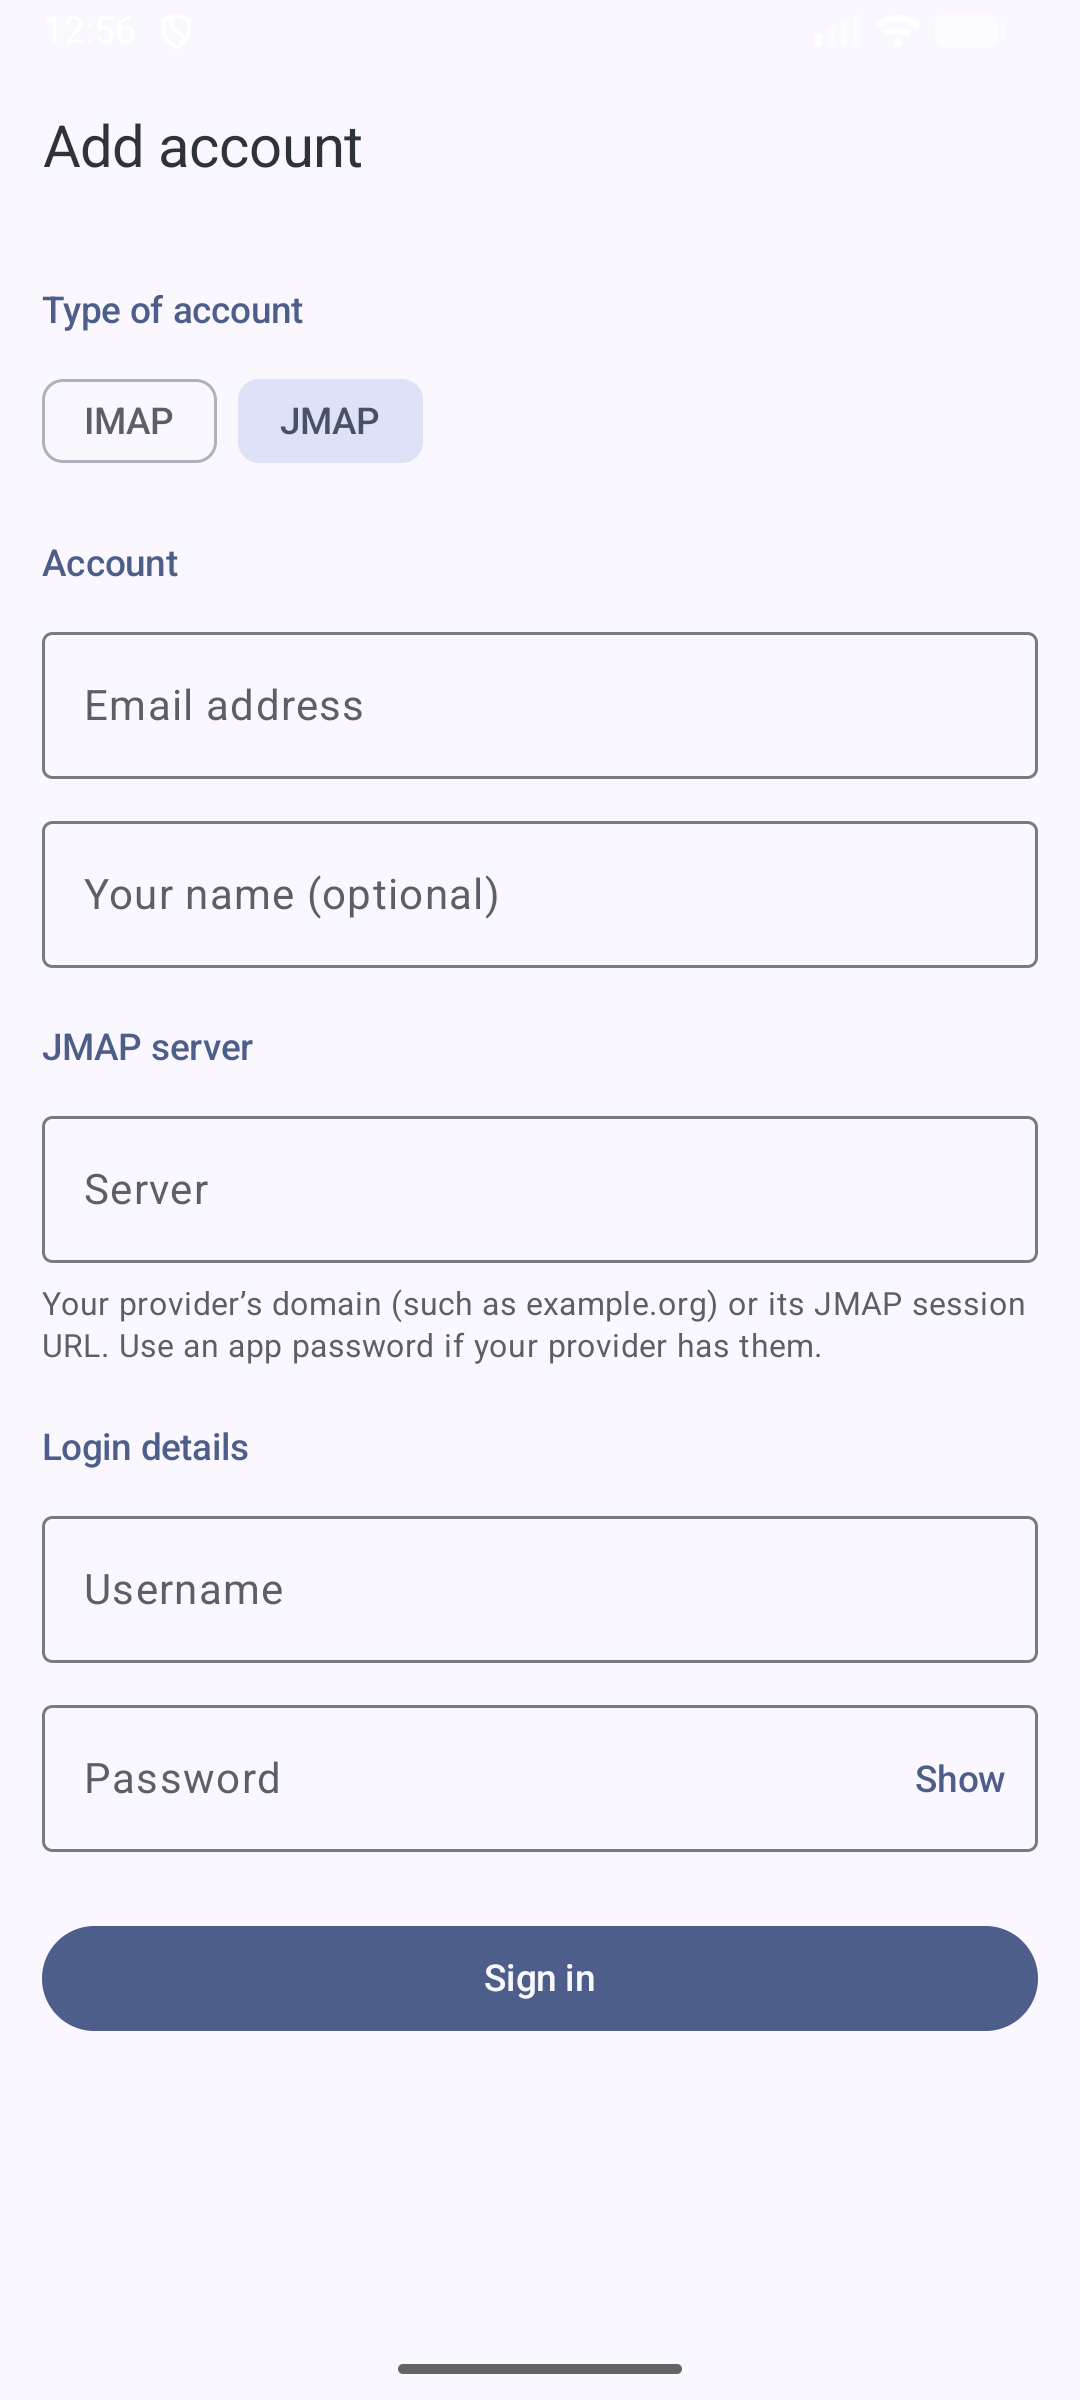 12:56
Add account
Type of account
IMAP JMAP
Account
Email address
Your name (optional)
JMAP server
Server
Your provider’s domain (such as example.org) or its JMAP session
URL. Use an app password if your provider has them.
Login details
Username
Password Show
Sign in